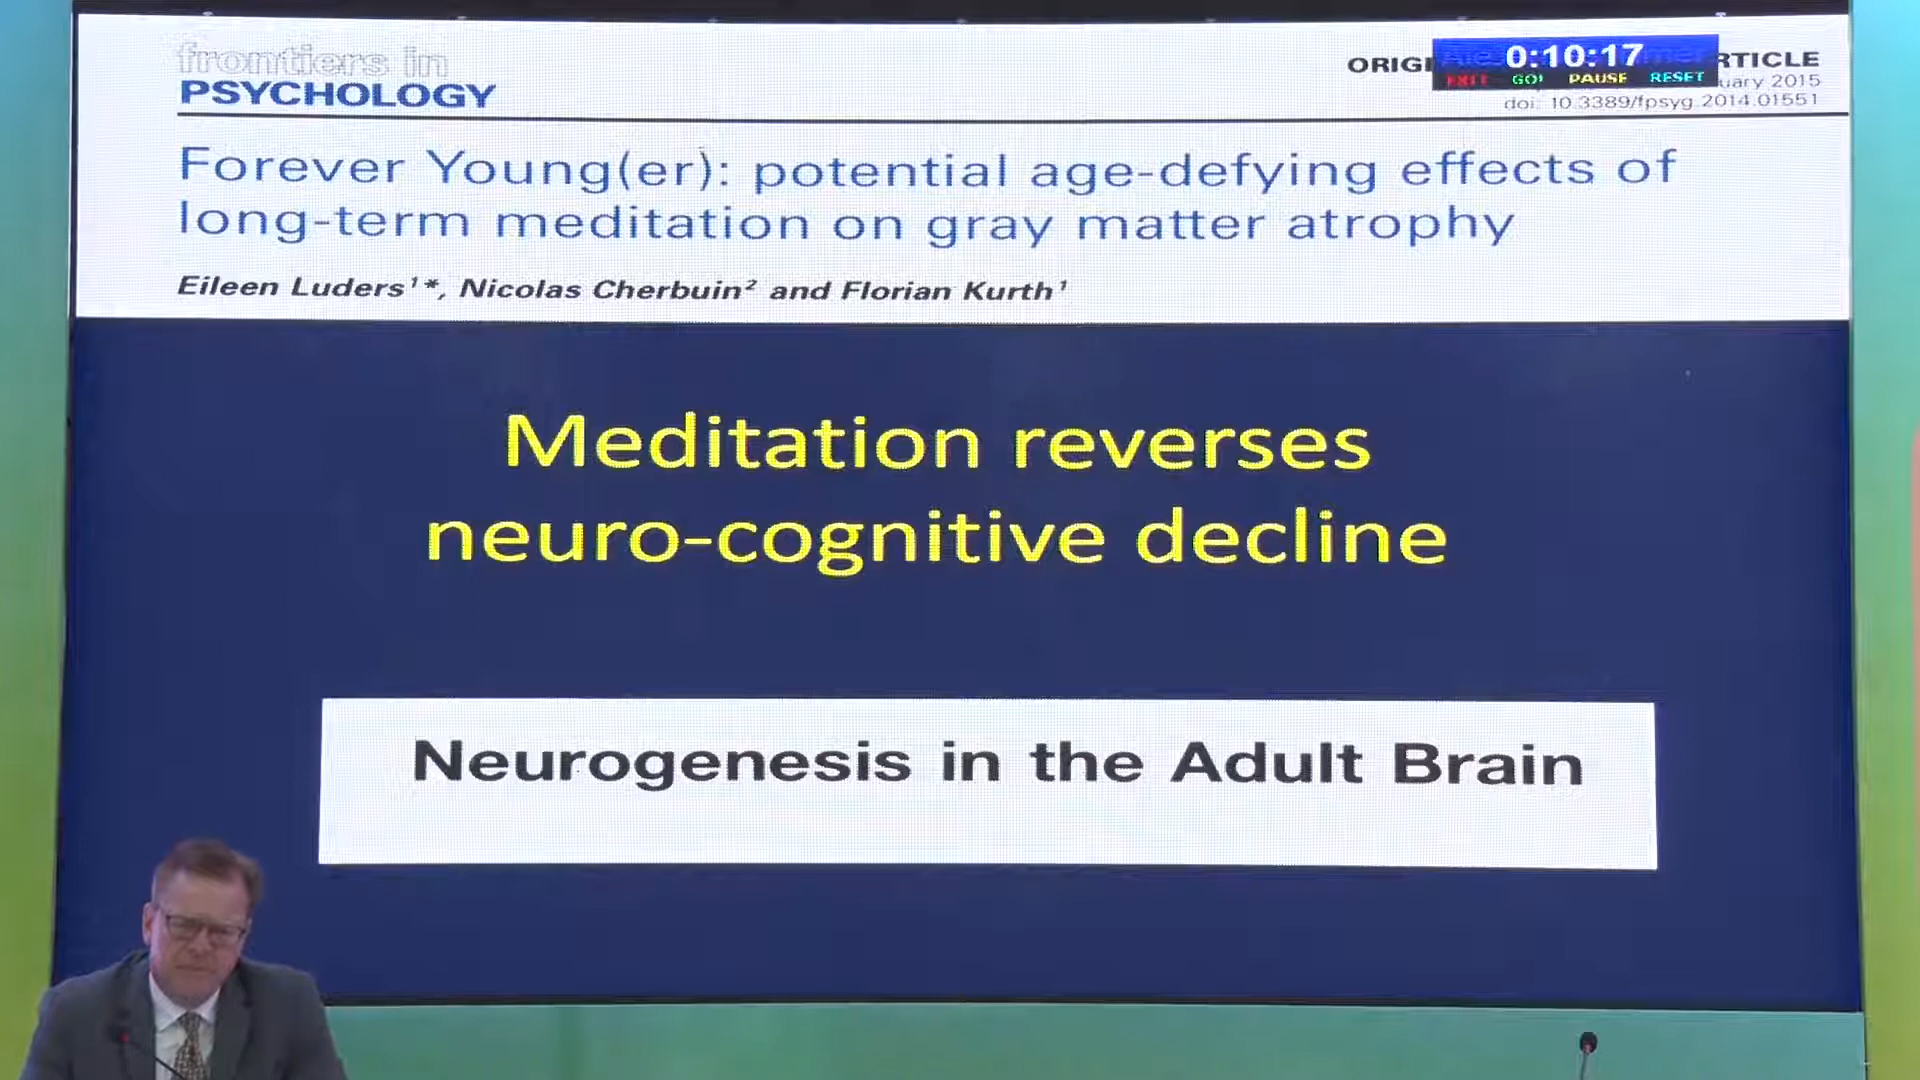 frontiers in
PSYCHOLOGY
ORIGI RTICLE
0:10:17
EXIT GO! PAUSE RESET
uary 2015
doi: 10.3389/fpsyg.2014.01551
Forever Young(er): potential age-defying effects of
long-term meditation on gray matter atrophy
Eileen Luders¹*, Nicolas Cherbuin² and Florian Kurth¹
Meditation reverses
neuro-cognitive decline
Neurogenesis in the Adult Brain